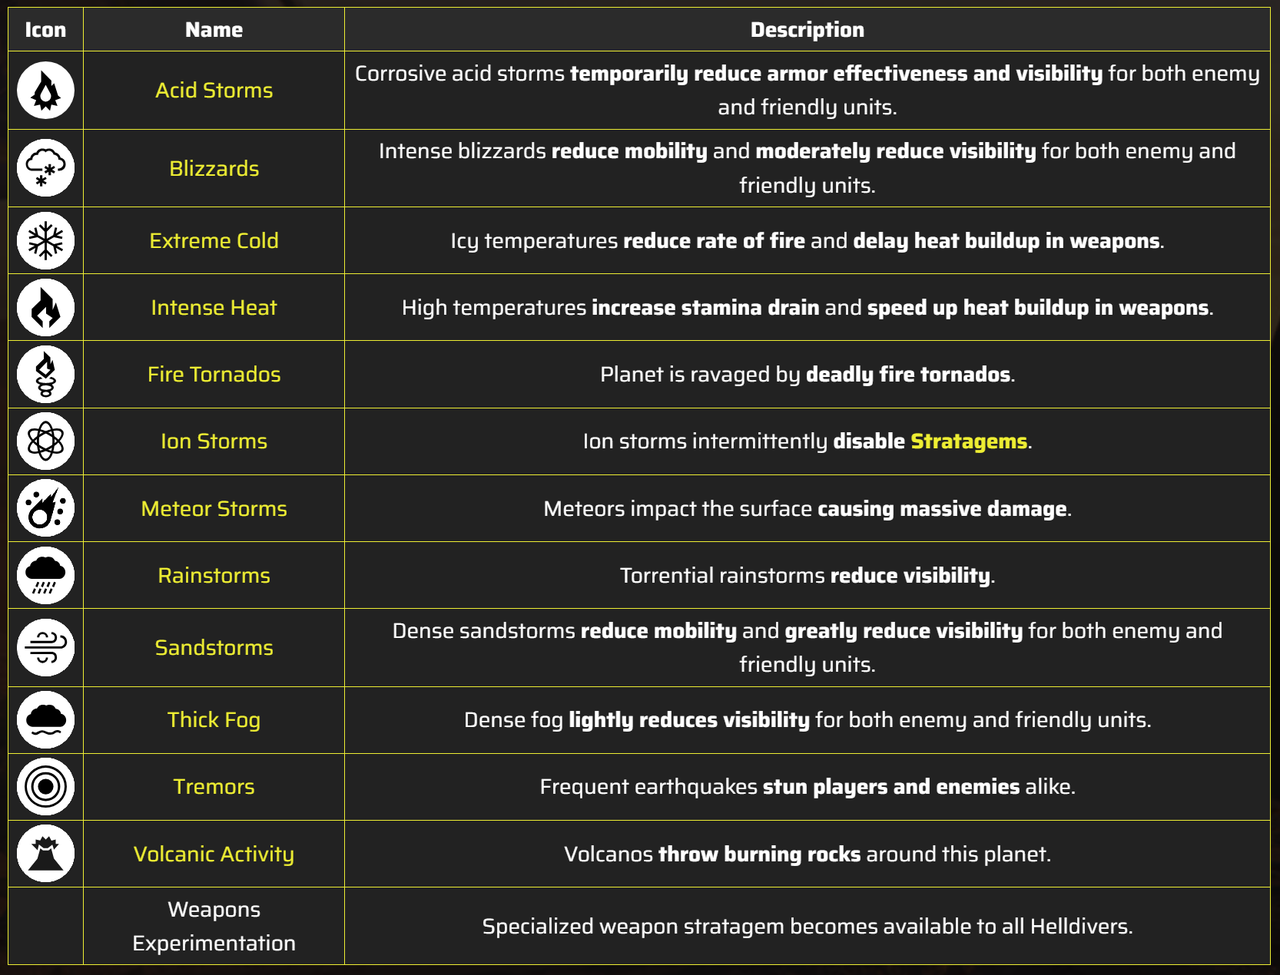 Icon Name Description
Acid Storms
Corrosive acid storms temporarily reduce armor effectiveness and visibility for both enemy
and friendly units.
Blizzards
Intense blizzards reduce mobility and moderately reduce visibility for both enemy and
friendly units.
Extreme Cold
Icy temperatures reduce rate of fire and delay heat buildup in weapons.
Intense Heat
High temperatures increase stamina drain and speed up heat buildup in weapons.
Fire Tornados
Planet is ravaged by deadly fire tornados.
Ion Storms
Ion storms intermittently disable Stratagems.
Meteor Storms
Meteors impact the surface causing massive damage.
Rainstorms
Torrential rainstorms reduce visibility.
Sandstorms
Dense sandstorms reduce mobility and greatly reduce visibility for both enemy and
friendly units.
Thick Fog
Dense fog lightly reduces visibility for both enemy and friendly units.
Tremors
Frequent earthquakes stun players and enemies alike.
Volcanic Activity
Volcanos throw burning rocks around this planet.
Weapons
Experimentation
Specialized weapon stratagem becomes available to all Helldivers.